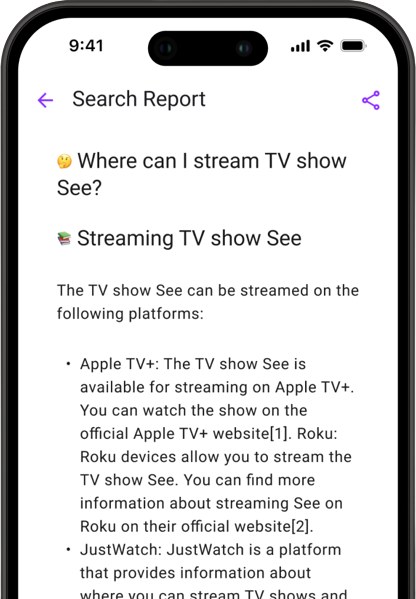 9:41
Search Report
🤔 Where can I stream TV show
See?
📚 Streaming TV show See
The TV show See can be streamed on the
following platforms:
• Apple TV+: The TV show See is
available for streaming on Apple TV+.
You can watch the show on the
official Apple TV+ website[1]. Roku:
Roku devices allow you to stream the
TV show See. You can find more
information about streaming See on
Roku on their official website[2].
• JustWatch: JustWatch is a platform
that provides information about
where you can stream TV shows and